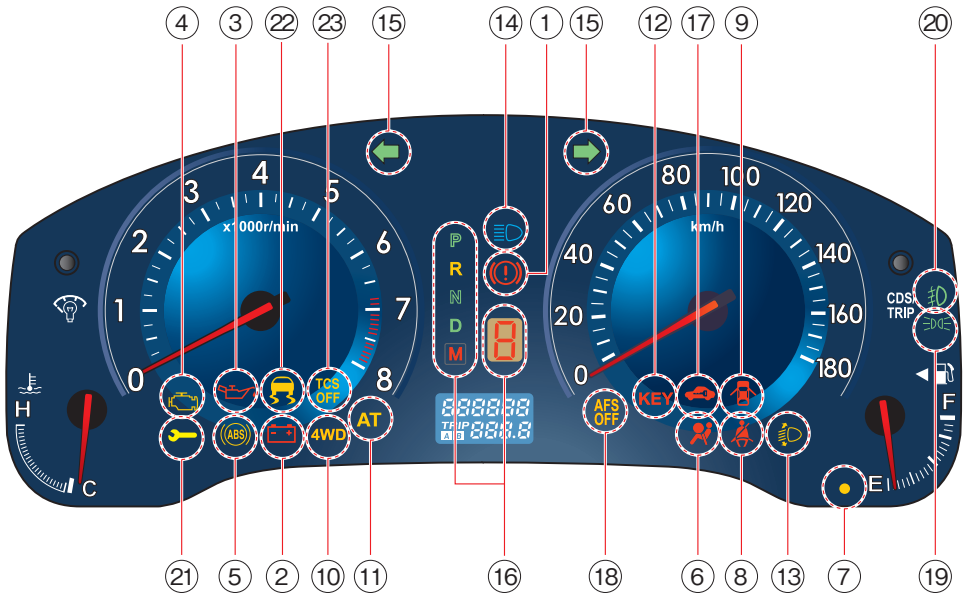 ④ ③ ㉒ ㉓ ⑮ ⑭ ① ⑮ ⑫ ⑰ ⑨ ⑳
0 1 2 3 4 5 6 7 8
x1000r/min
P
R
N
D
M
8
0 20 40 60 80 100 120 140 160 180
km/h
CDS/
TRIP
H
C
TCS
OFF
ABS
4WD
AT
888888
TRIP
A B 888.8
AFS
OFF
KEY
F
E
㉑ ⑤ ② ⑩ ⑪ ⑯ ⑱ ⑥ ⑧ ⑬ ⑦ ⑲